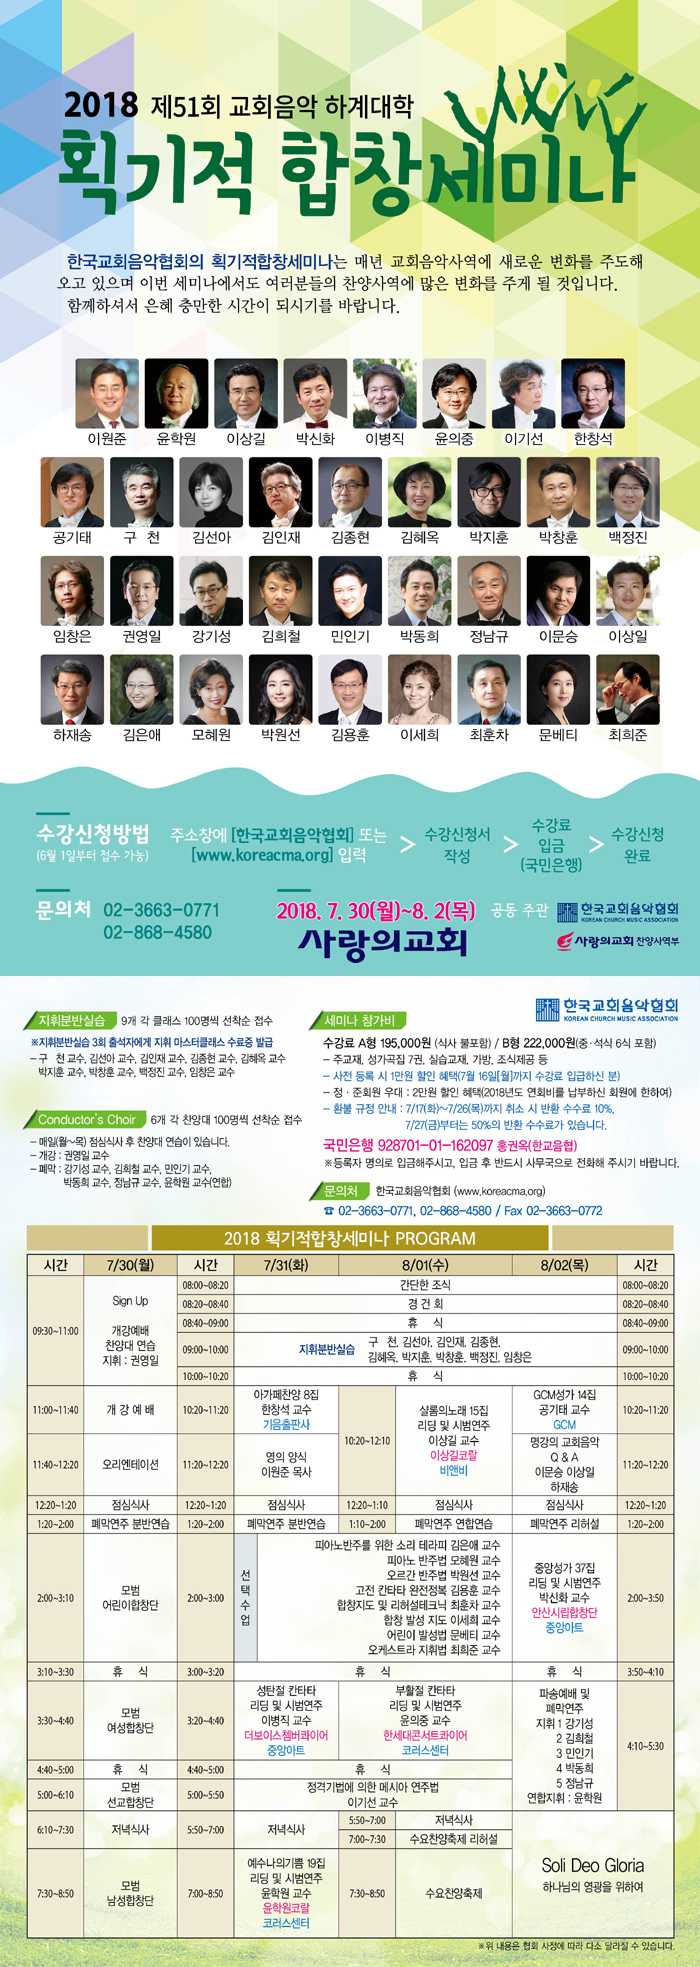 2018 제51회 교회음악 하계대학
획기적 합창세미나
한국교회음악협회의 획기적합창세미나는 매년 교회음악사역에 새로운 변화를 주도해
오고 있으며 이번 세미나에서도 여러분들의 찬양사역에 많은 변화를 주게 될 것입니다.
함께하셔서 은혜 충만한 시간이 되시기를 바랍니다.
이원준 윤학원 이상길 박신화 이병직 윤의중 이기선 한창석
공기태 구 천 김선아 김인재 김종현 김혜옥 박지훈 박창훈 백정진
임창은 권영일 강기성 김희철 민인기 박동희 정남규 이문승 이상일
하재송 김은애 모혜원 박원선 김용훈 이세희 최훈차 문베티 최희준
수강신청방법
(6월 1일부터 접수 가능)
주소창에 [한국교회음악협회] 또는
[www.koreacma.org] 입력
> 수강신청서
작성
> 수강료
입금
(국민은행)
> 수강신청
완료
문의처 02-3663-0771
02-868-4580
2018. 7. 30(월)~8. 2(목)
사랑의교회
공동 주관 한국교회음악협회
KOREAN CHURCH MUSIC ASSOCIATION
사랑의교회 찬양사역부
한국교회음악협회
KOREAN CHURCH MUSIC ASSOCIATION
지휘분반실습 9개 각 클래스 100명씩 선착순 접수
※지휘분반실습 3회 출석자에게 지휘 마스터클래스 수료증 발급
- 구 천 교수, 김선아 교수, 김인재 교수, 김종현 교수, 김혜옥 교수
박지훈 교수, 박창훈 교수, 백정진 교수, 임창은 교수
Conductor's Choir 6개 각 찬양대 100명씩 선착순 접수
- 매일(월~목) 점심식사 후 찬양대 연습이 있습니다.
- 개강 : 권영일 교수
- 폐막 : 강기성 교수, 김희철 교수, 민인기 교수,
박동희 교수, 정남규 교수, 윤학원 교수(연합)
세미나 참가비
수강료 A형 195,000원 (식사 불포함) / B형 222,000원(중·석식 6식 포함)
- 주교재, 성가곡집 7권, 실습교재, 가방, 조식제공 등
- 사전 등록 시 1만원 할인 혜택(7월 16일[월]까지 수강료 입금하신 분)
- 정·준회원 우대 : 2만원 할인 혜택(2018년도 연회비를 납부하신 회원에 한하여)
- 환불 규정 안내 : 7/17(화)~7/26(목)까지 취소 시 반환 수수료 10%,
7/27(금)부터는 50%의 반환 수수료가 있습니다.
국민은행 928701-01-162097 홍권옥(한교음협)
※등록자 명의로 입금해주시고, 입금 후 반드시 사무국으로 전화해 주시기 바랍니다.
문의처 한국교회음악협회 (www.koreacma.org)
☎ 02-3663-0771, 02-868-4580 / Fax 02-3663-0772
2018 획기적합창세미나 PROGRAM
시간 7/30(월) 시간 7/31(화) 8/01(수) 8/02(목) 시간
09:30~11:00
Sign Up
개강예배
찬양대 연습
지휘 : 권영일
08:00~08:20 간단한 조식 08:00~08:20
08:20~08:40 경 건 회 08:20~08:40
08:40~09:00 휴 식 08:40~09:00
09:00~10:00 지휘분반실습
구 천, 김선아, 김인재, 김종현,
김혜옥, 박지훈, 박창훈, 백정진, 임창은
09:00~10:00
10:00~10:20 휴 식 10:00~10:20
11:00~11:40 개 강 예 배 10:20~11:20
아가페찬양 8집
한창석 교수
기음출판사
10:20~12:10
샬롬의노래 15집
리딩 및 시범연주
이상길 교수
이상길코랄
비앤비
GCM성가 14집
공기태 교수
GCM
10:20~11:20
11:40~12:20 오리엔테이션 11:20~12:20
영의 양식
이원준 목사
명강의 교회음악
Q & A
이문승 이상일
하재송
11:20~12:20
12:20~1:20 점심식사 12:20~1:20 점심식사 12:20~1:10 점심식사 점심식사 12:20~1:20
1:20~2:00 폐막연주 분반연습 1:20~2:00 폐막연주 분반연습 1:10~2:00 폐막연주 연합연습 폐막연주 리허설 1:20~2:00
2:00~3:10
모범
어린이합창단
2:00~3:00
선택수업
피아노반주를 위한 소리 테라피 김은애 교수
피아노 반주법 모혜원 교수
오르간 반주법 박원선 교수
고전 칸타타 완전정복 김용훈 교수
합창지도 및 리허설테크닉 최훈차 교수
합창 발성 지도 이세희 교수
어린이 발성법 문베티 교수
오케스트라 지휘법 최희준 교수
중앙성가 37집
리딩 및 시범연주
박신화 교수
안산시립합창단
중앙아트
2:00~3:50
3:10~3:30 휴 식 3:00~3:20 휴 식 휴 식 3:50~4:10
3:30~4:40
모범
여성합창단
3:20~4:40
성탄절 칸타타
리딩 및 시범연주
이병직 교수
더보이스쳄버콰이어
중앙아트
부활절 칸타타
리딩 및 시범연주
윤의중 교수
한세대콘서트콰이어
코러스센터
파송예배 및
폐막연주
지휘 1 강기성
2 김희철
3 민인기
4 박동희
5 정남규
연합지휘 : 윤학원
4:10~5:30
4:40~5:00 휴 식 4:40~5:00 휴 식
5:00~6:10
모범
선교합창단
5:00~5:50
정격기법에 의한 메시아 연주법
이기선 교수
6:10~7:30 저녁식사 5:50~7:00 저녁식사
5:50~7:00 저녁식사
7:00~7:30 수요찬양축제 리허설
7:30~8:50
모범
남성합창단
7:00~8:50
예수나의기쁨 19집
리딩 및 시범연주
윤학원 교수
윤학원코랄
코러스센터
7:30~8:50 수요찬양축제
Soli Deo Gloria
하나님의 영광을 위하여
※위 내용은 협회 사정에 따라 다소 달라질 수 있습니다.